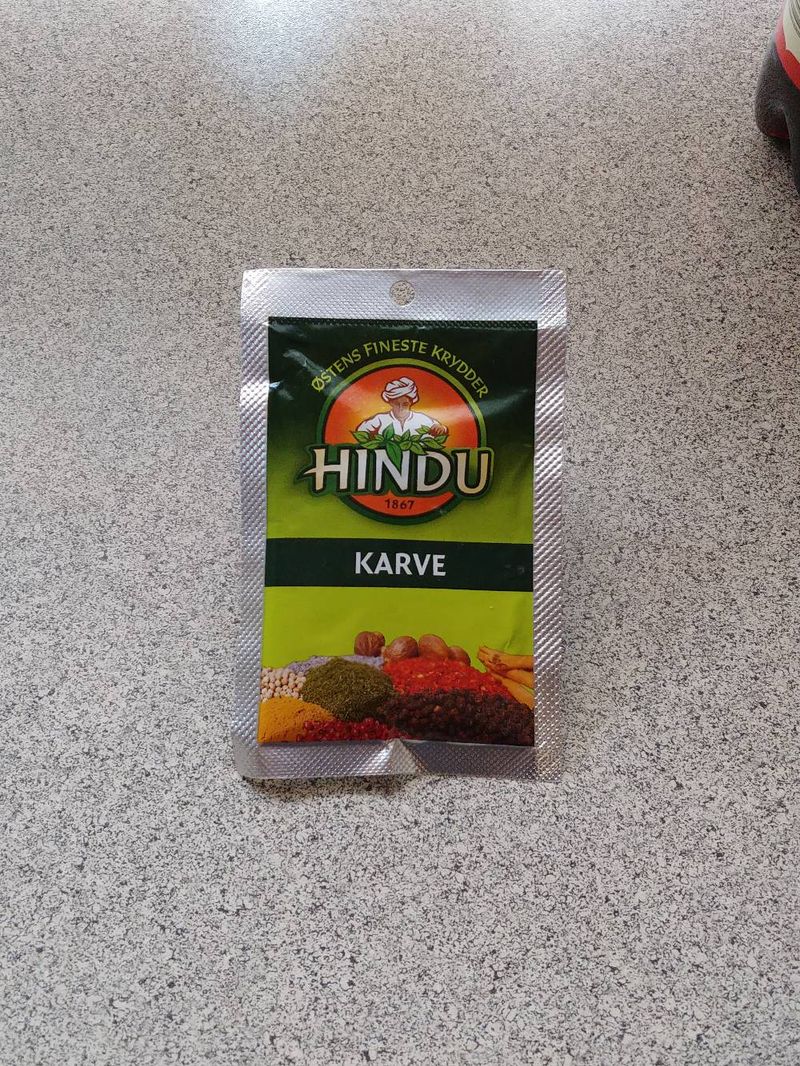 ØSTENS FINESTE KRYDDER
HINDU
1867
KARVE